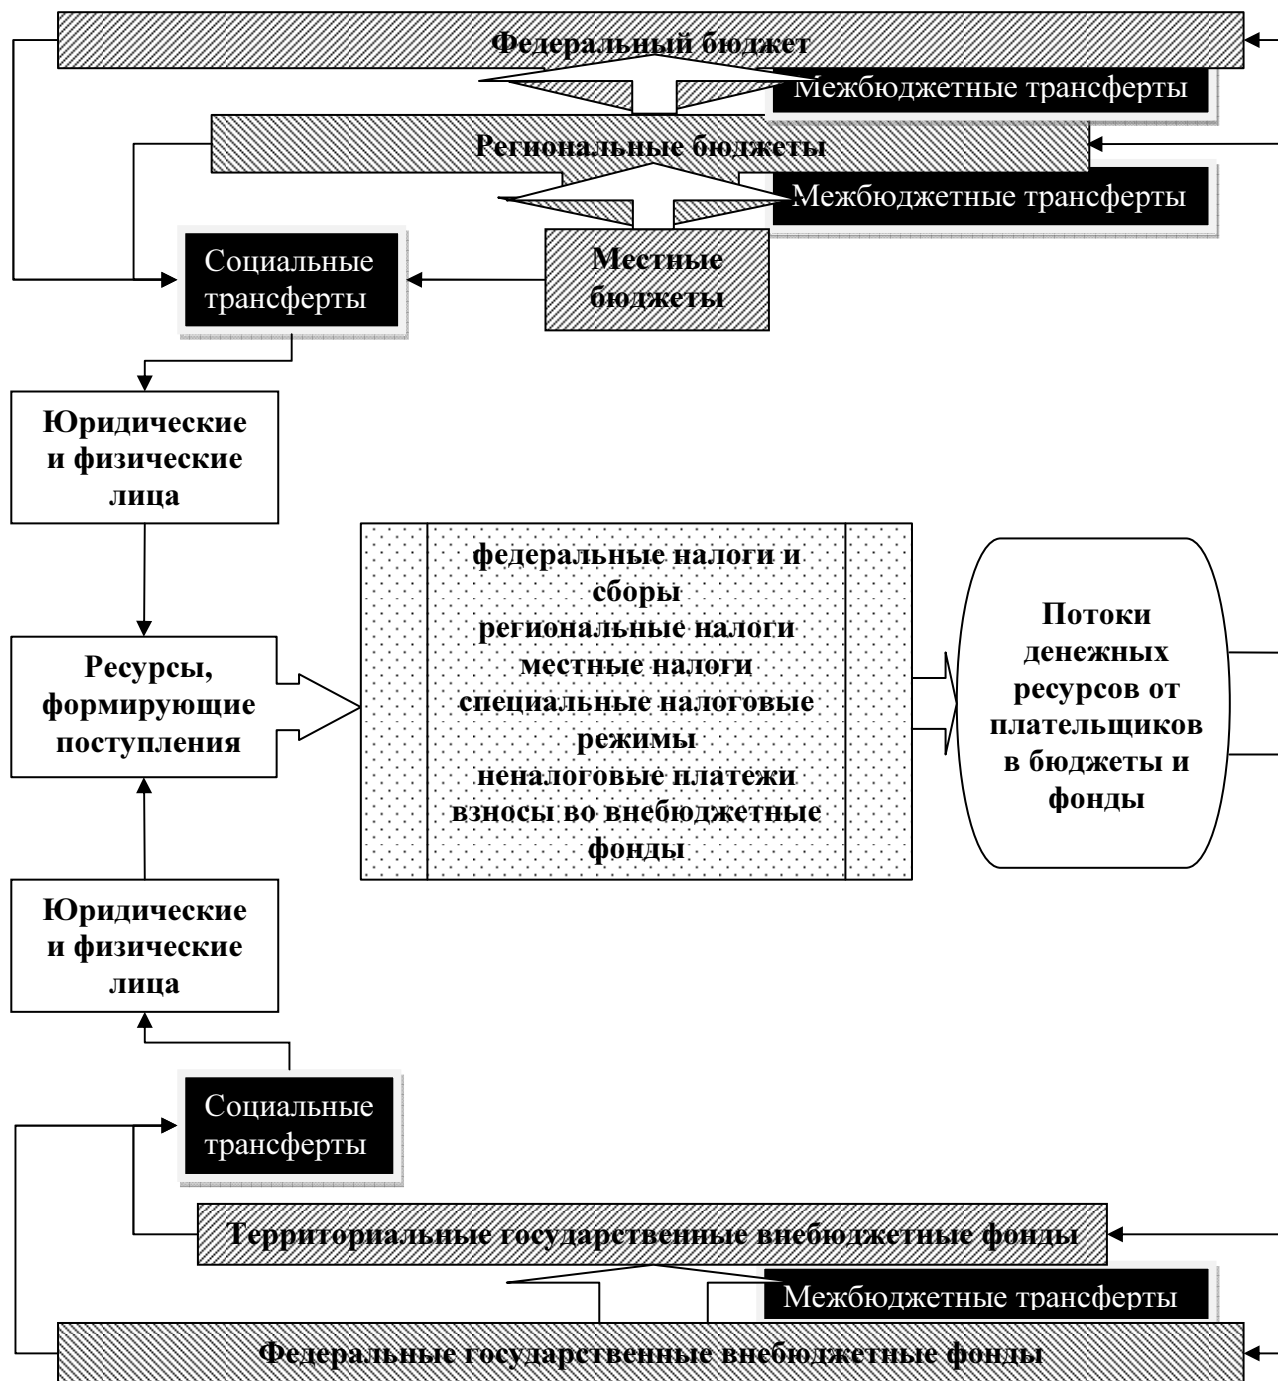 Федеральный бюджет
Межбюджетные трансферты
Региональные бюджеты
Межбюджетные трансферты
Местные
бюджеты
Социальные
трансферты
Юридические
и физические
лица
Ресурсы,
формирующие
поступления
федеральные налоги и
сборы
региональные налоги
местные налоги
специальные налоговые
режимы
неналоговые платежи
взносы во внебюджетные
фонды
Потоки
денежных
ресурсов от
плательщиков
в бюджеты и
фонды
Юридические
и физические
лица
Социальные
трансферты
Территориальные государственные внебюджетные фонды
Межбюджетные трансферты
Федеральные государственные внебюджетные фонды